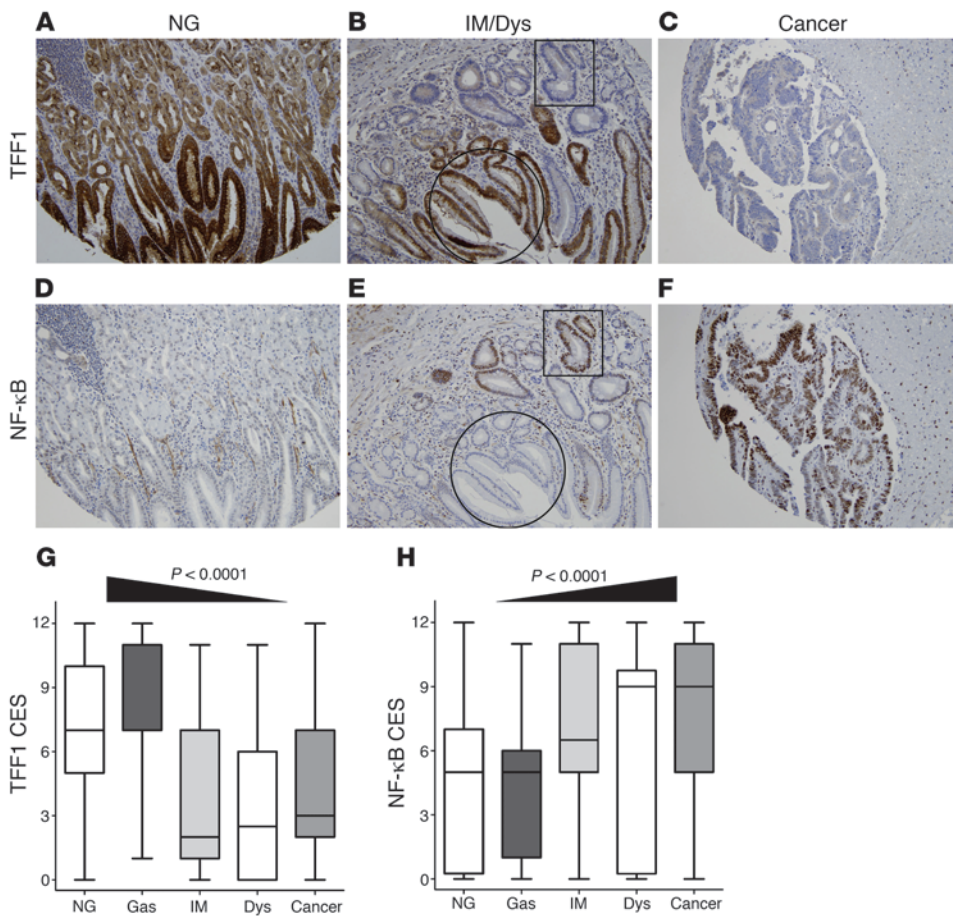 A NG
B IM/Dys
C Cancer
TFF1
D
E
F
NF-κB
G
P < 0.0001
TFF1 CES
12
9
6
3
0
NG Gas IM Dys Cancer
H
P < 0.0001
NF-κB CES
12
9
6
3
0
NG Gas IM Dys Cancer